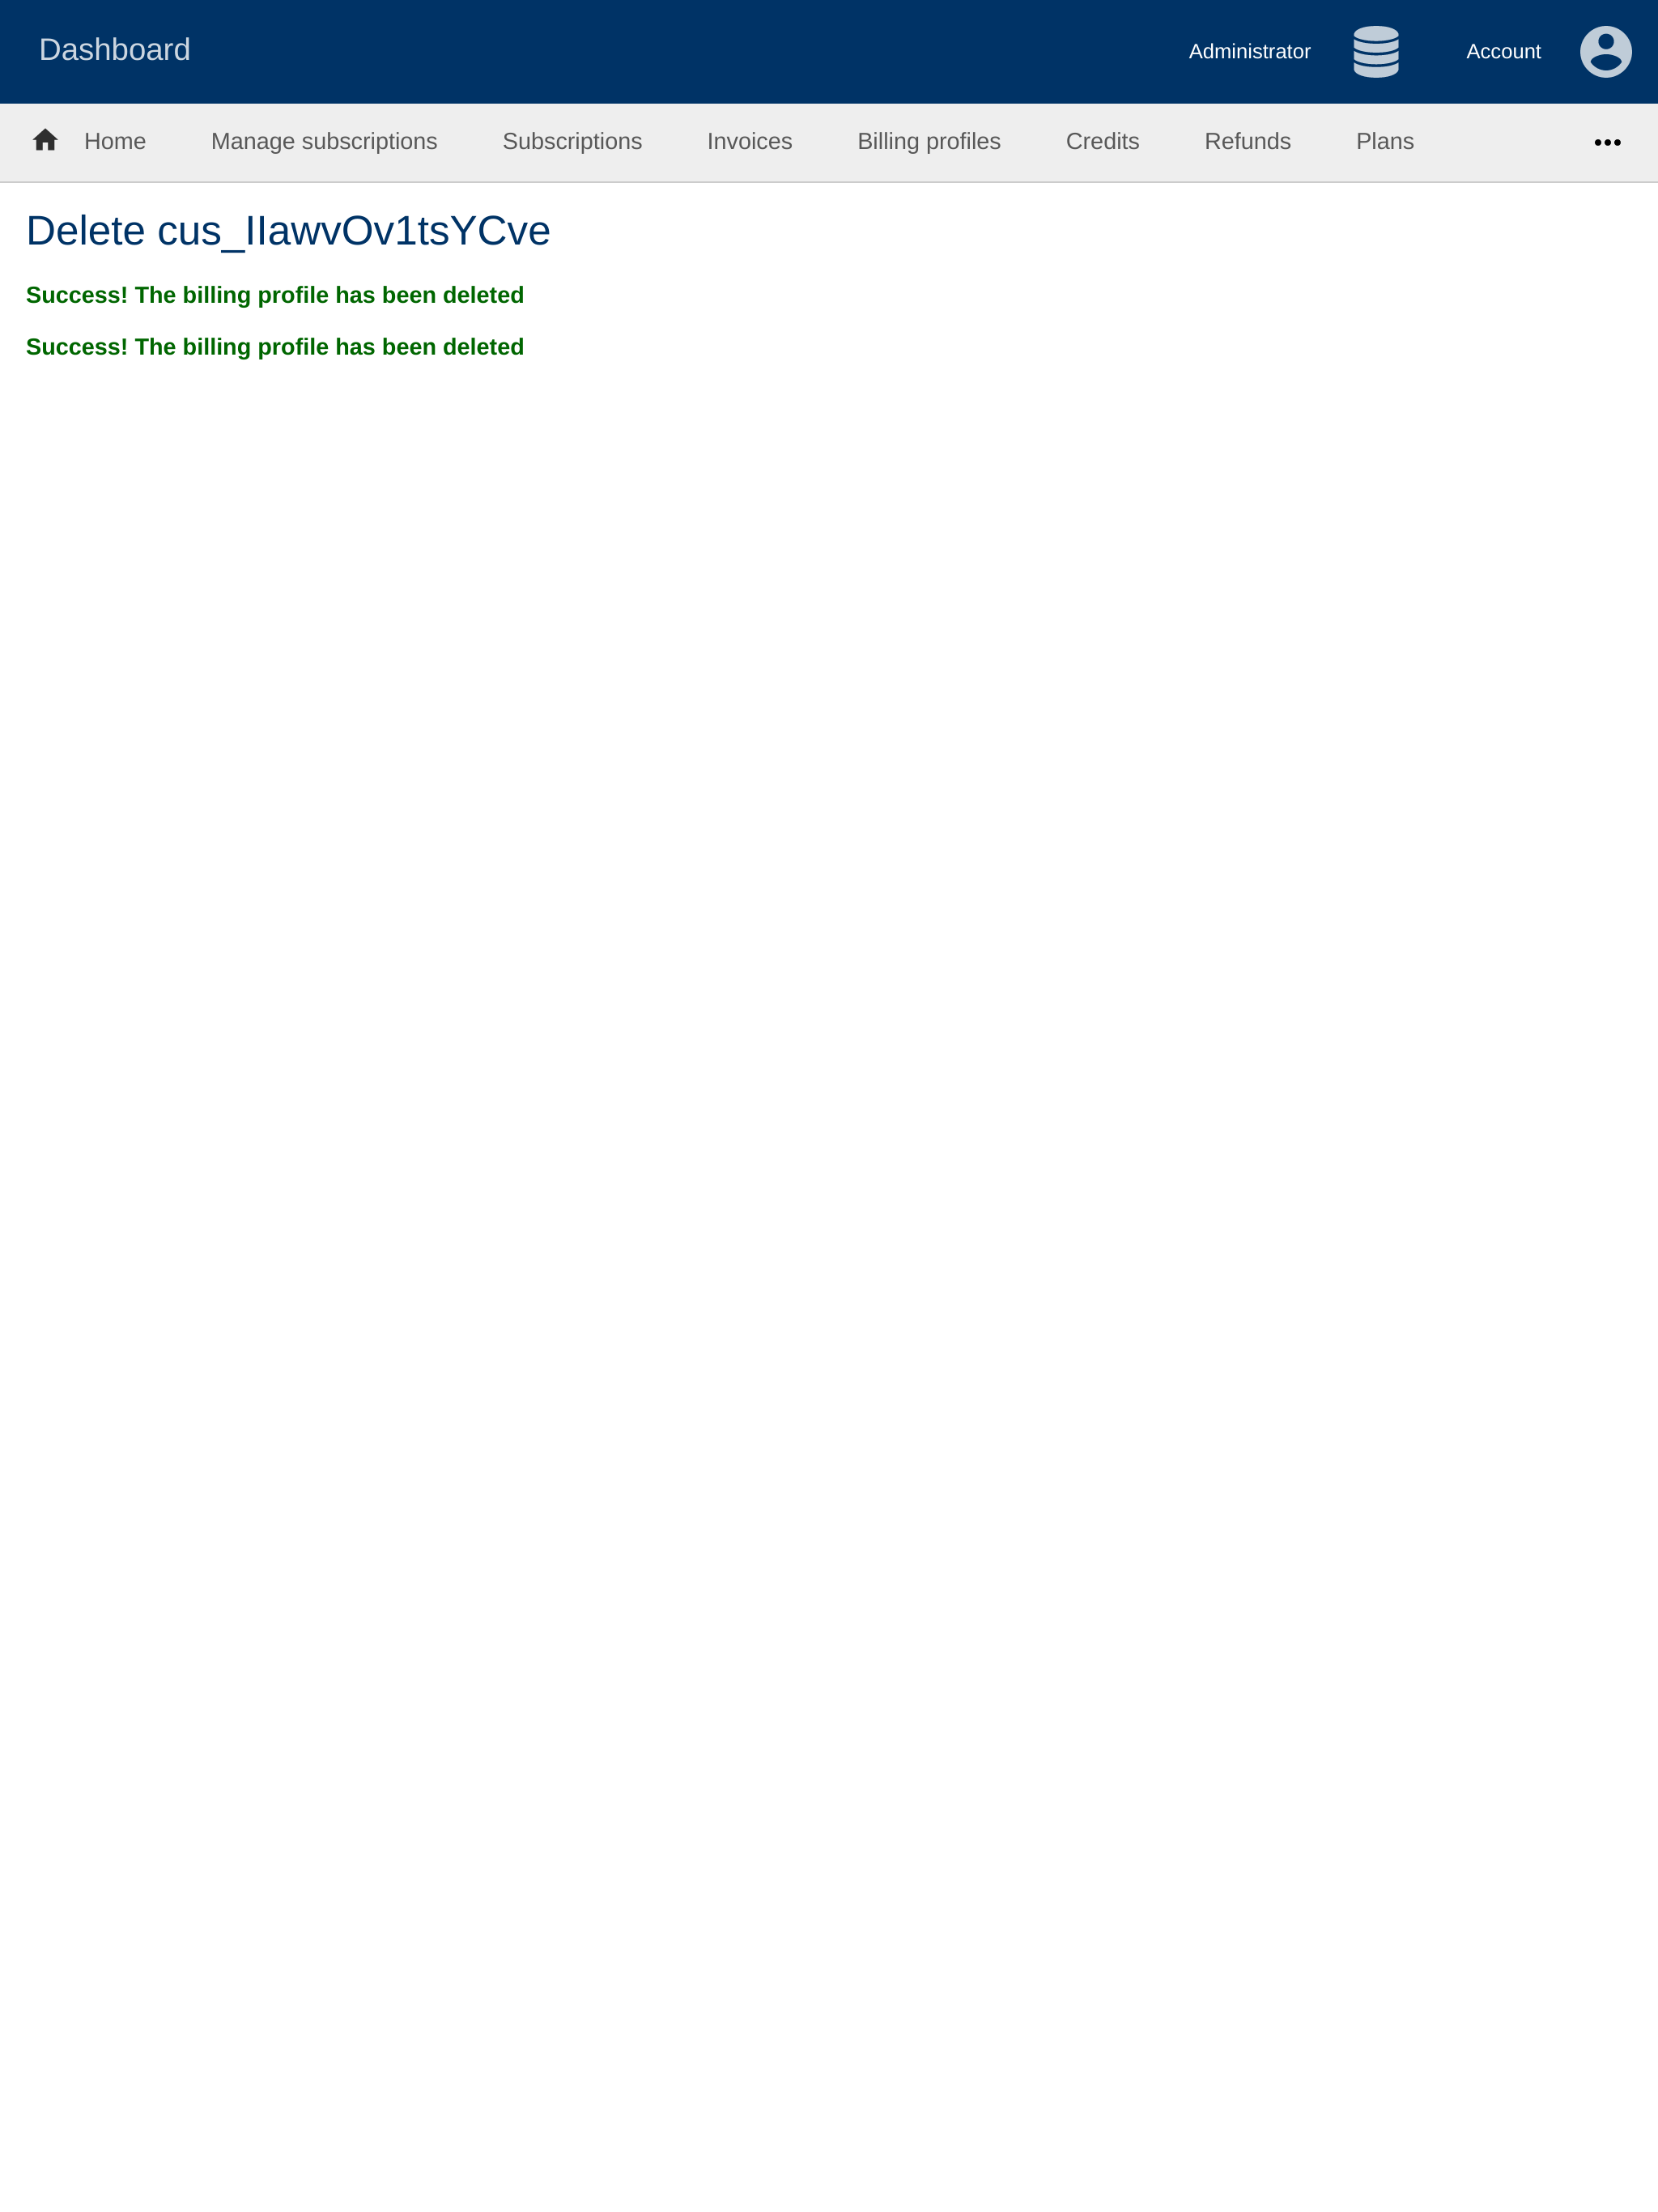 Dashboard
Administrator
Account
Home
Manage subscriptions
Subscriptions
Invoices
Billing profiles
Credits
Refunds
Plans
Delete cus_IIawvOv1tsYCve
Success! The billing profile has been deleted
Success! The billing profile has been deleted